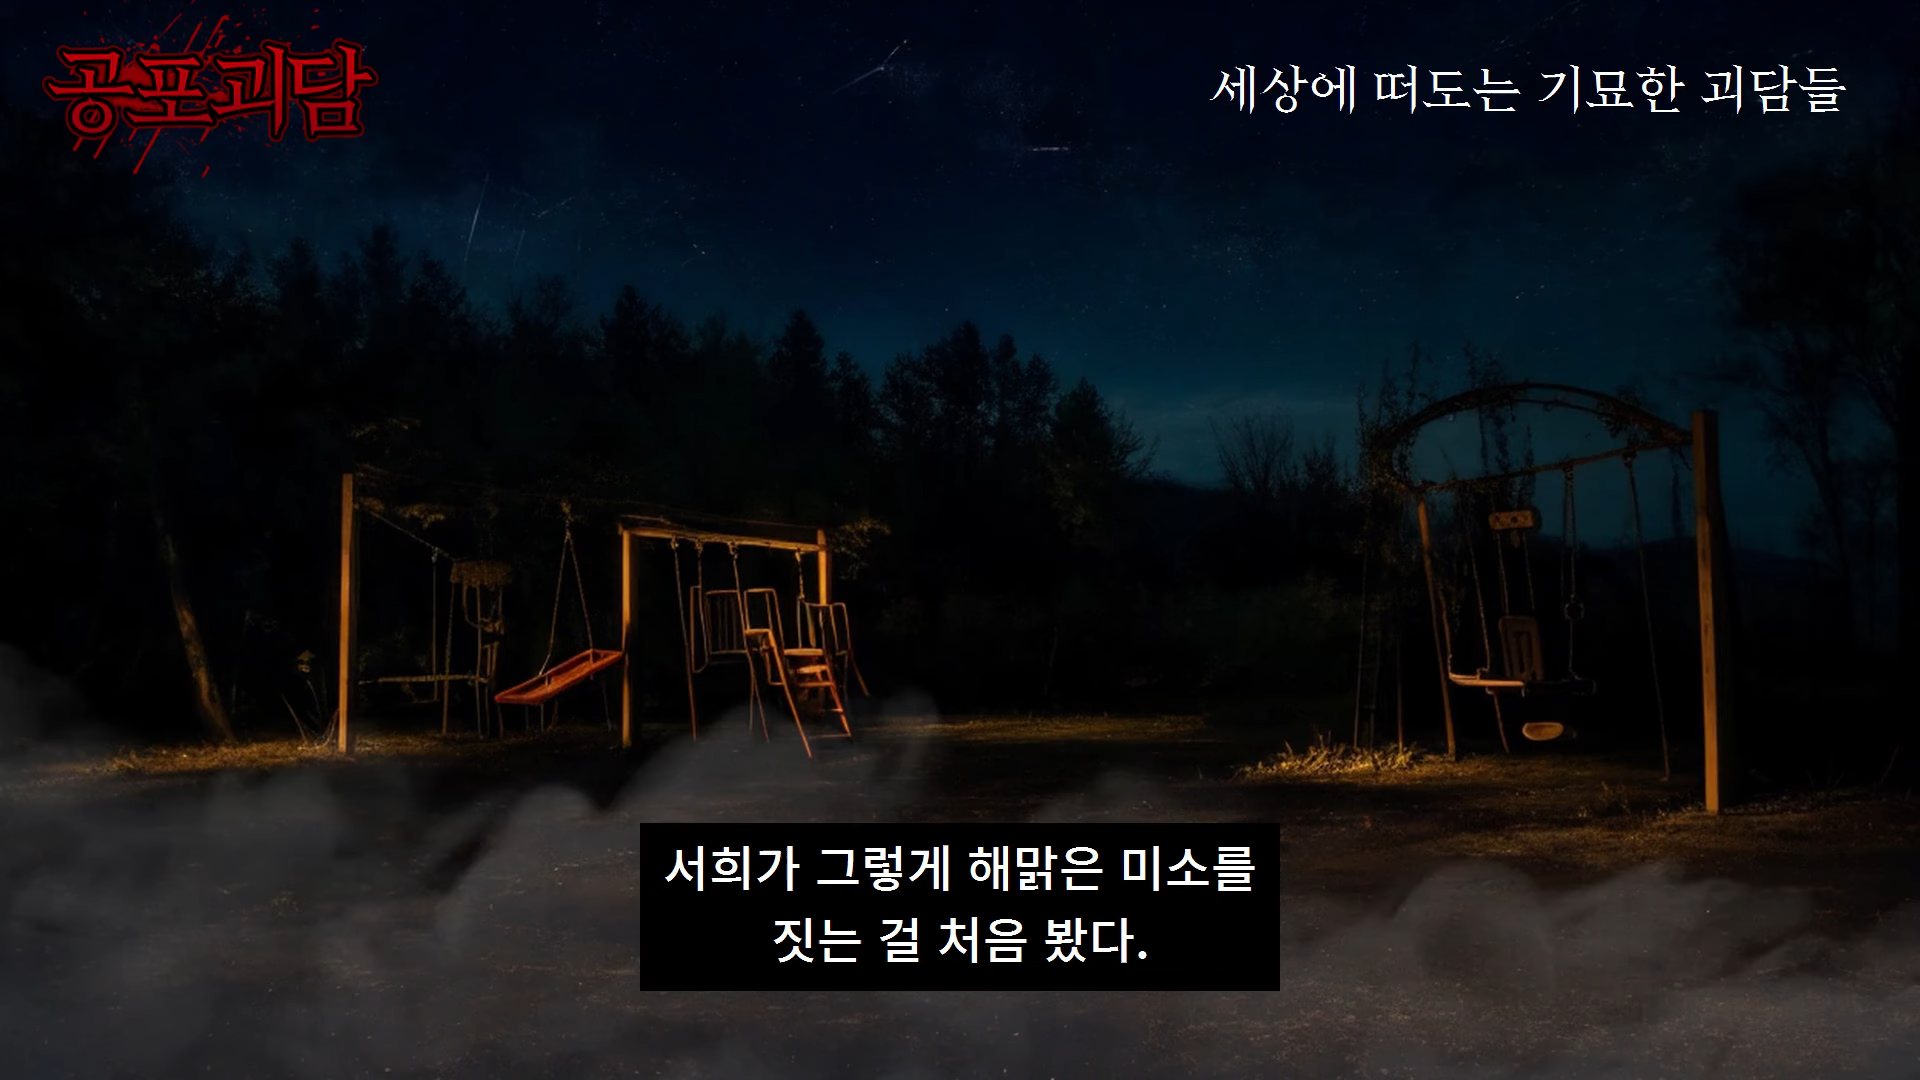 공포괴담
세상에 떠도는 기묘한 괴담들
서희가 그렇게 해맑은 미소를
짓는 걸 처음 봤다.